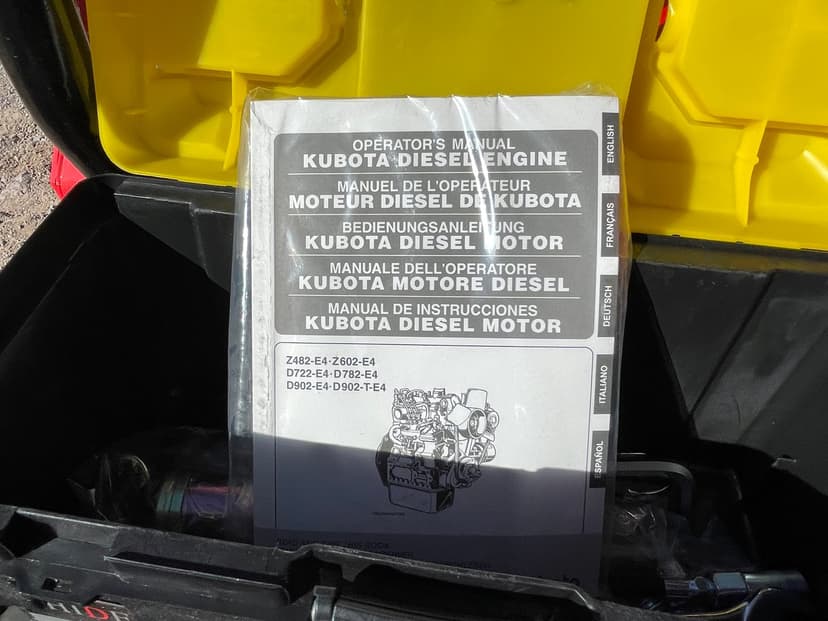 OPERATOR'S MANUAL
KUBOTA DIESEL ENGINE
MANUEL DE L'OPERATEUR
MOTEUR DIESEL DE KUBOTA
BEDIENUNGSANLEITUNG
KUBOTA DIESEL MOTOR
MANUALE DELL'OPERATORE
KUBOTA MOTORE DIESEL
MANUAL DE INSTRUCCIONES
KUBOTA DIESEL MOTOR
ENGLISH
FRANÇAIS
DEUTSCH
ITALIANO
ESPAÑOL
Z482-E4·Z602-E4
D722-E4·D782-E4
D902-E4·D902-T-E4